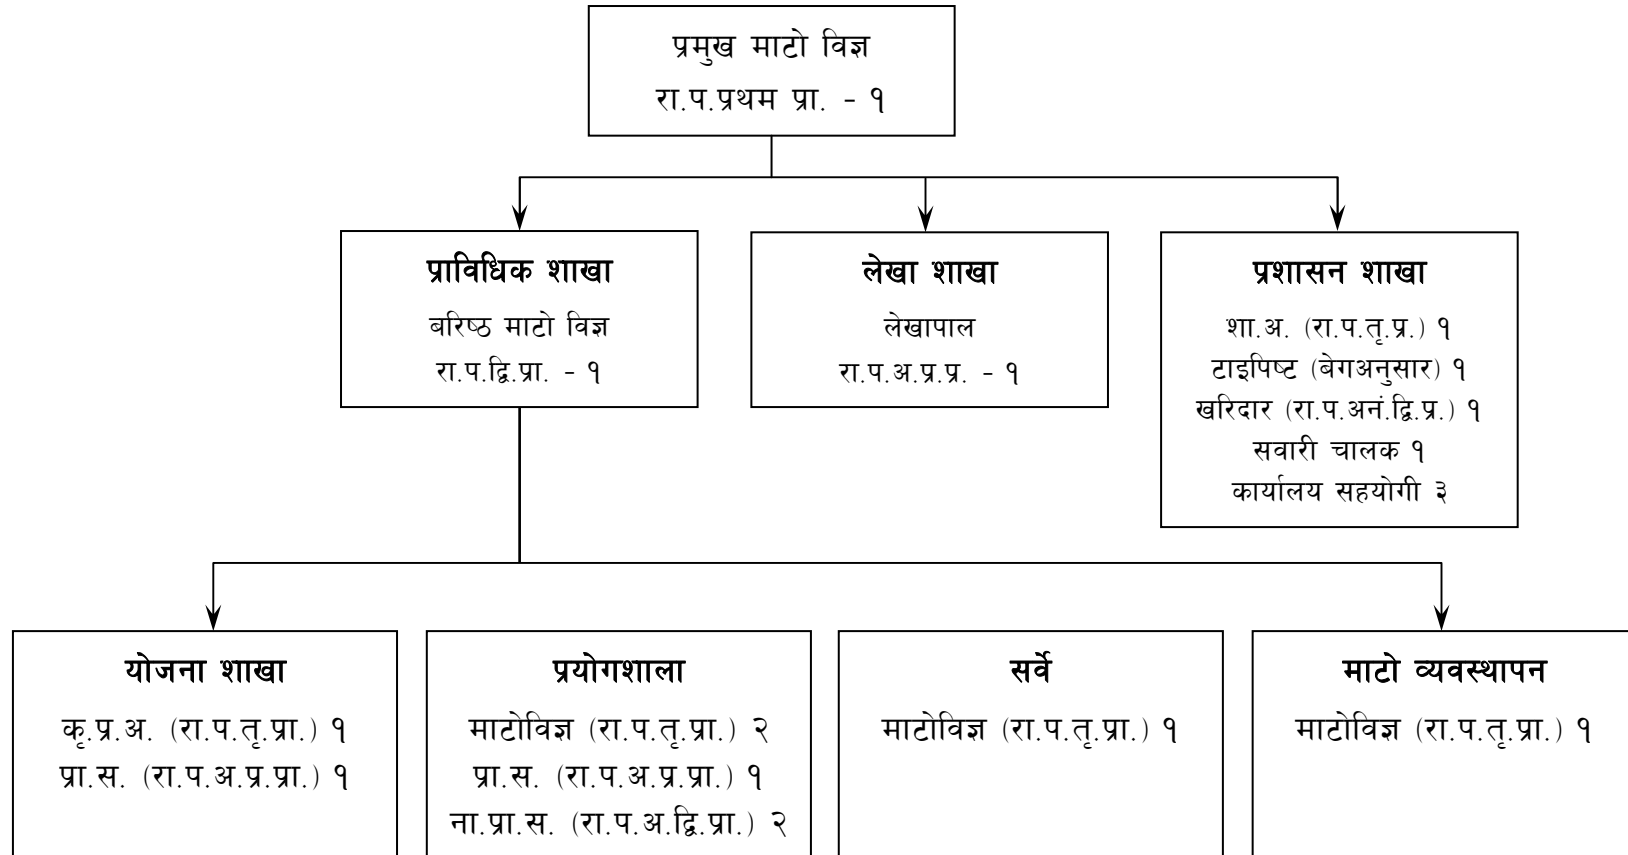 प्रमुख माटो विज्ञ
रा.प.प्रथम प्रा. - १
प्राविधिक शाखा
बरिष्ठ माटो विज्ञ
रा.प.द्वि.प्रा. - १
लेखा शाखा
लेखापाल
रा.प.अ.प्र.प्र. - १
प्रशासन शाखा
शा.अ. (रा.प.तृ.प्र.) १
टाइपिष्ट (बेगअनुसार) १
खरिदार (रा.प.अनं.द्वि.प्र.) १
सवारी चालक १
कार्यालय सहयोगी ३
योजना शाखा
कृ.प्र.अ. (रा.प.तृ.प्रा.) १
प्रा.स. (रा.प.अ.प्र.प्रा.) १
प्रयोगशाला
माटोविज्ञ (रा.प.तृ.प्रा.) २
प्रा.स. (रा.प.अ.प्र.प्रा.) १
ना.प्रा.स. (रा.प.अ.द्वि.प्रा.) २
सर्वे
माटोविज्ञ (रा.प.तृ.प्रा.) १
माटो व्यवस्थापन
माटोविज्ञ (रा.प.तृ.प्रा.) १